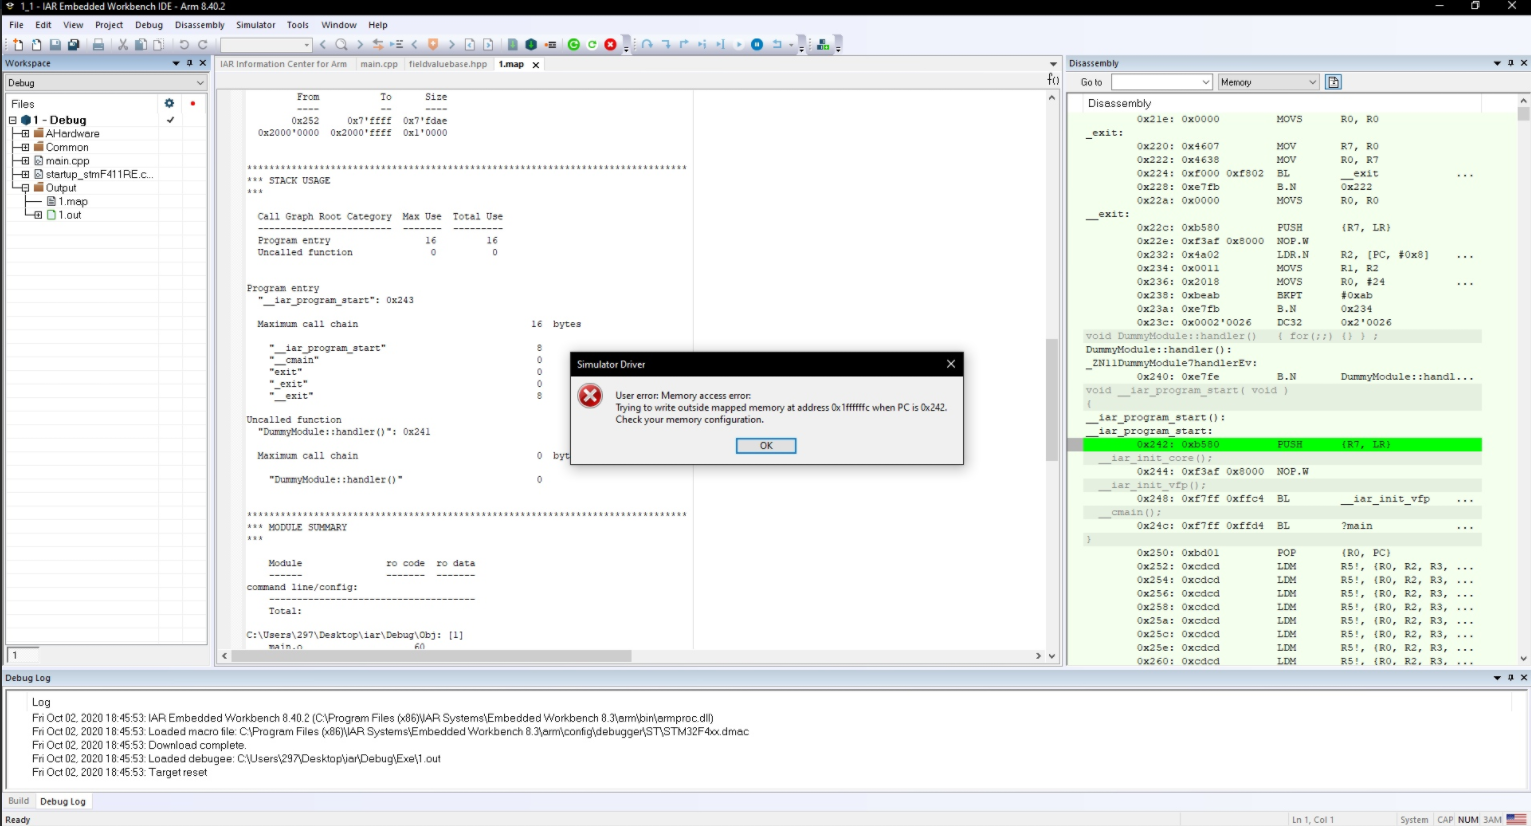 1_1 - IAR Embedded Workbench IDE - Arm 8.40.2
File Edit View Project Debug Disassembly Simulator Tools Window Help
Workspace
Debug
Files
1 - Debug
AHardware
Common
main.cpp
startup_stmF411RE.c...
Output
1.map
1.out
1
IAR Information Center for Arm main.cpp fieldvaluebase.hpp 1.map
f()
From To Size
---- -- ----
0x252 0x7'ffff 0x7'fdae
0x2000'0000 0x2000'ffff 0x1'0000
*** STACK USAGE
***
Call Graph Root Category Max Use Total Use
------------------------ ------- ---------
Program entry 16 16
Uncalled function 0 0
Program entry
"__iar_program_start": 0x243
Maximum call chain 16 bytes
"__iar_program_start" 8
"__cmain" 0
"exit" 0
"_exit" 0
"__exit" 8
Uncalled function
"DummyModule::handler()": 0x241
Maximum call chain 0 byt
"DummyModule::handler()" 0
*** MODULE SUMMARY
***
Module ro code ro data
------ ------- -------
command line/config:
Total:
C:\Users\297\Desktop\iar\Debug\Obj: [1]
main.o 60
Simulator Driver
User error: Memory access error:
Trying to write outside mapped memory at address 0x1ffffffc when PC is 0x242.
Check your memory configuration.
OK
Disassembly
Go to Memory
Disassembly
0x21e: 0x0000 MOVS R0, R0
_exit:
0x220: 0x4607 MOV R7, R0
0x222: 0x4638 MOV R0, R7
0x224: 0xf000 0xf802 BL __exit ...
0x228: 0xe7fb B.N 0x222
0x22a: 0x0000 MOVS R0, R0
__exit:
0x22c: 0xb580 PUSH {R7, LR}
0x22e: 0xf3af 0x8000 NOP.W
0x232: 0x4a02 LDR.N R2, [PC, #0x8] ...
0x234: 0x0011 MOVS R1, R2
0x236: 0x2018 MOVS R0, #24 ...
0x238: 0xbeab BKPT #0xab
0x23a: 0xe7fb B.N 0x234
0x23c: 0x0002'0026 DC32 0x2'0026
void DummyModule::handler() { for(;;) {} } ;
DummyModule::handler():
_ZN11DummyModule7handlerEv:
0x240: 0xe7fe B.N DummyModule::handl...
void __iar_program_start( void )
{
__iar_program_start():
__iar_program_start:
0x242: 0xb580 PUSH {R7, LR}
__iar_init_core();
0x244: 0xf3af 0x8000 NOP.W
__iar_init_vfp();
0x248: 0xf7ff 0xffc4 BL __iar_init_vfp ...
__cmain();
0x24c: 0xf7ff 0xffd4 BL ?main ...
}
0x250: 0xbd01 POP {R0, PC}
0x252: 0xcdcd LDM R5!, {R0, R2, R3, ...
0x254: 0xcdcd LDM R5!, {R0, R2, R3, ...
0x256: 0xcdcd LDM R5!, {R0, R2, R3, ...
0x258: 0xcdcd LDM R5!, {R0, R2, R3, ...
0x25a: 0xcdcd LDM R5!, {R0, R2, R3, ...
0x25c: 0xcdcd LDM R5!, {R0, R2, R3, ...
0x25e: 0xcdcd LDM R5!, {R0, R2, R3, ...
0x260: 0xcdcd LDM R5!, {R0, R2, R3, ...
Debug Log
Log
Fri Oct 02, 2020 18:45:53: IAR Embedded Workbench 8.40.2 (C:\Program Files (x86)\IAR Systems\Embedded Workbench 8.3\arm\bin\armproc.dll)
Fri Oct 02, 2020 18:45:53: Loaded macro file: C:\Program Files (x86)\IAR Systems\Embedded Workbench 8.3\arm\config\debugger\ST\STM32F4xx.dmac
Fri Oct 02, 2020 18:45:53: Download complete.
Fri Oct 02, 2020 18:45:53: Loaded debugee: C:\Users\297\Desktop\iar\Debug\Exe\1.out
Fri Oct 02, 2020 18:45:53: Target reset
Build Debug Log
Ready Ln 1, Col 1 System CAP NUM ЗАМ